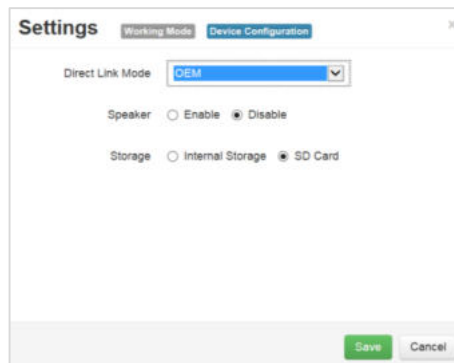 Settings Working Mode Device Configuration ×
Direct Link Mode OEM
Speaker Enable Disable
Storage Internal Storage SD Card
Save Cancel